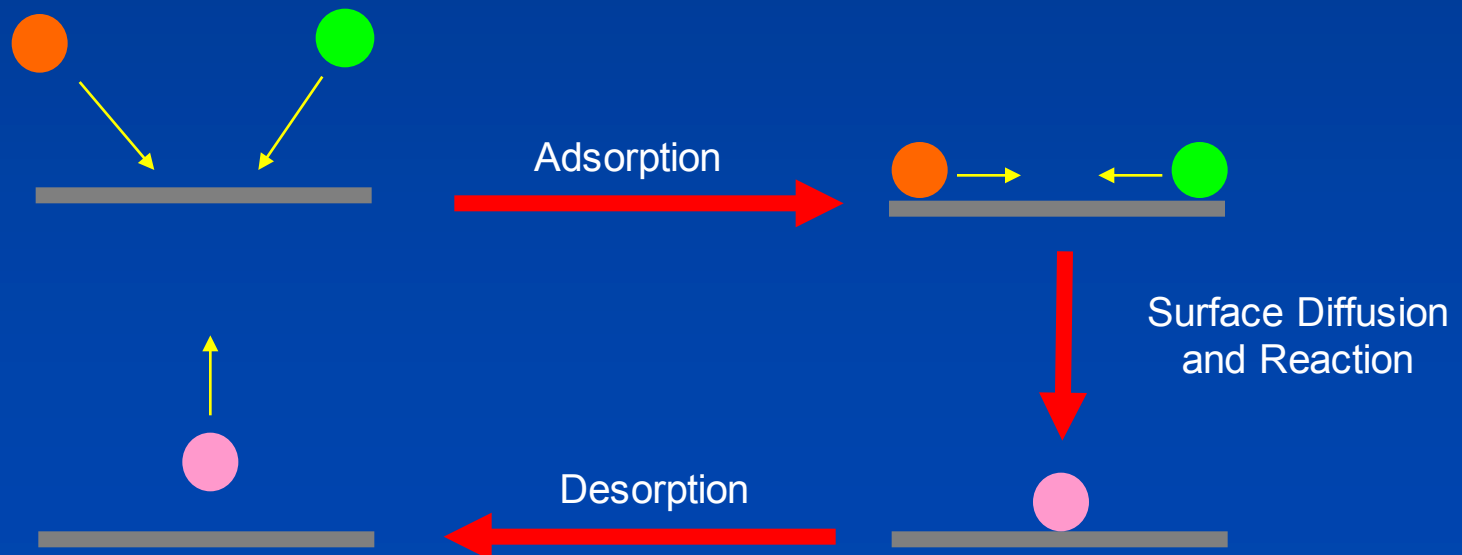 Adsorption
Surface Diffusion
and Reaction
Desorption